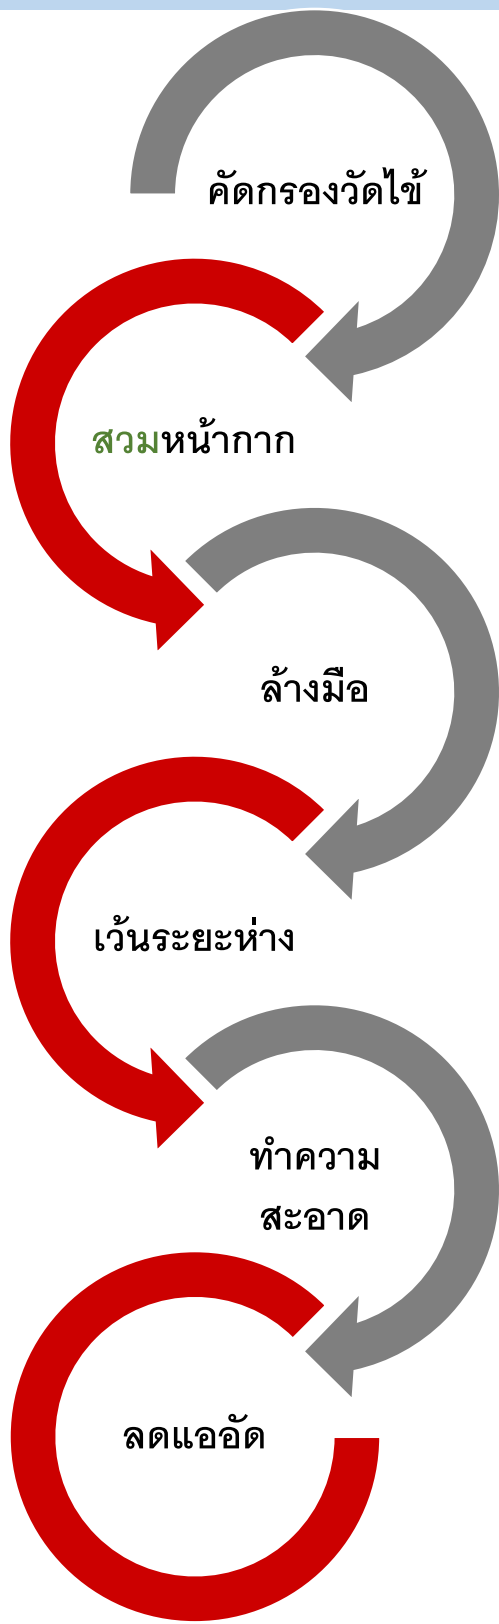 คัดกรองวัดไข้
สวมหน้ากาก
ล้างมือ
เว้นระยะห่าง
ทำความ
สะอาด
ลดแออัด